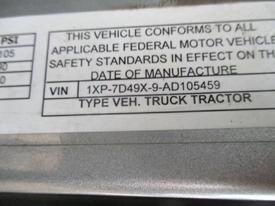 PSI
105
THIS VEHICLE CONFORMS TO ALL
APPLICABLE FEDERAL MOTOR VEHICLE
SAFETY STANDARDS IN EFFECT ON THE
DATE OF MANUFACTURE
VIN 1XP-7D49X-9-AD105459
TYPE VEH. TRUCK TRACTOR